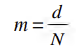 m = d/N